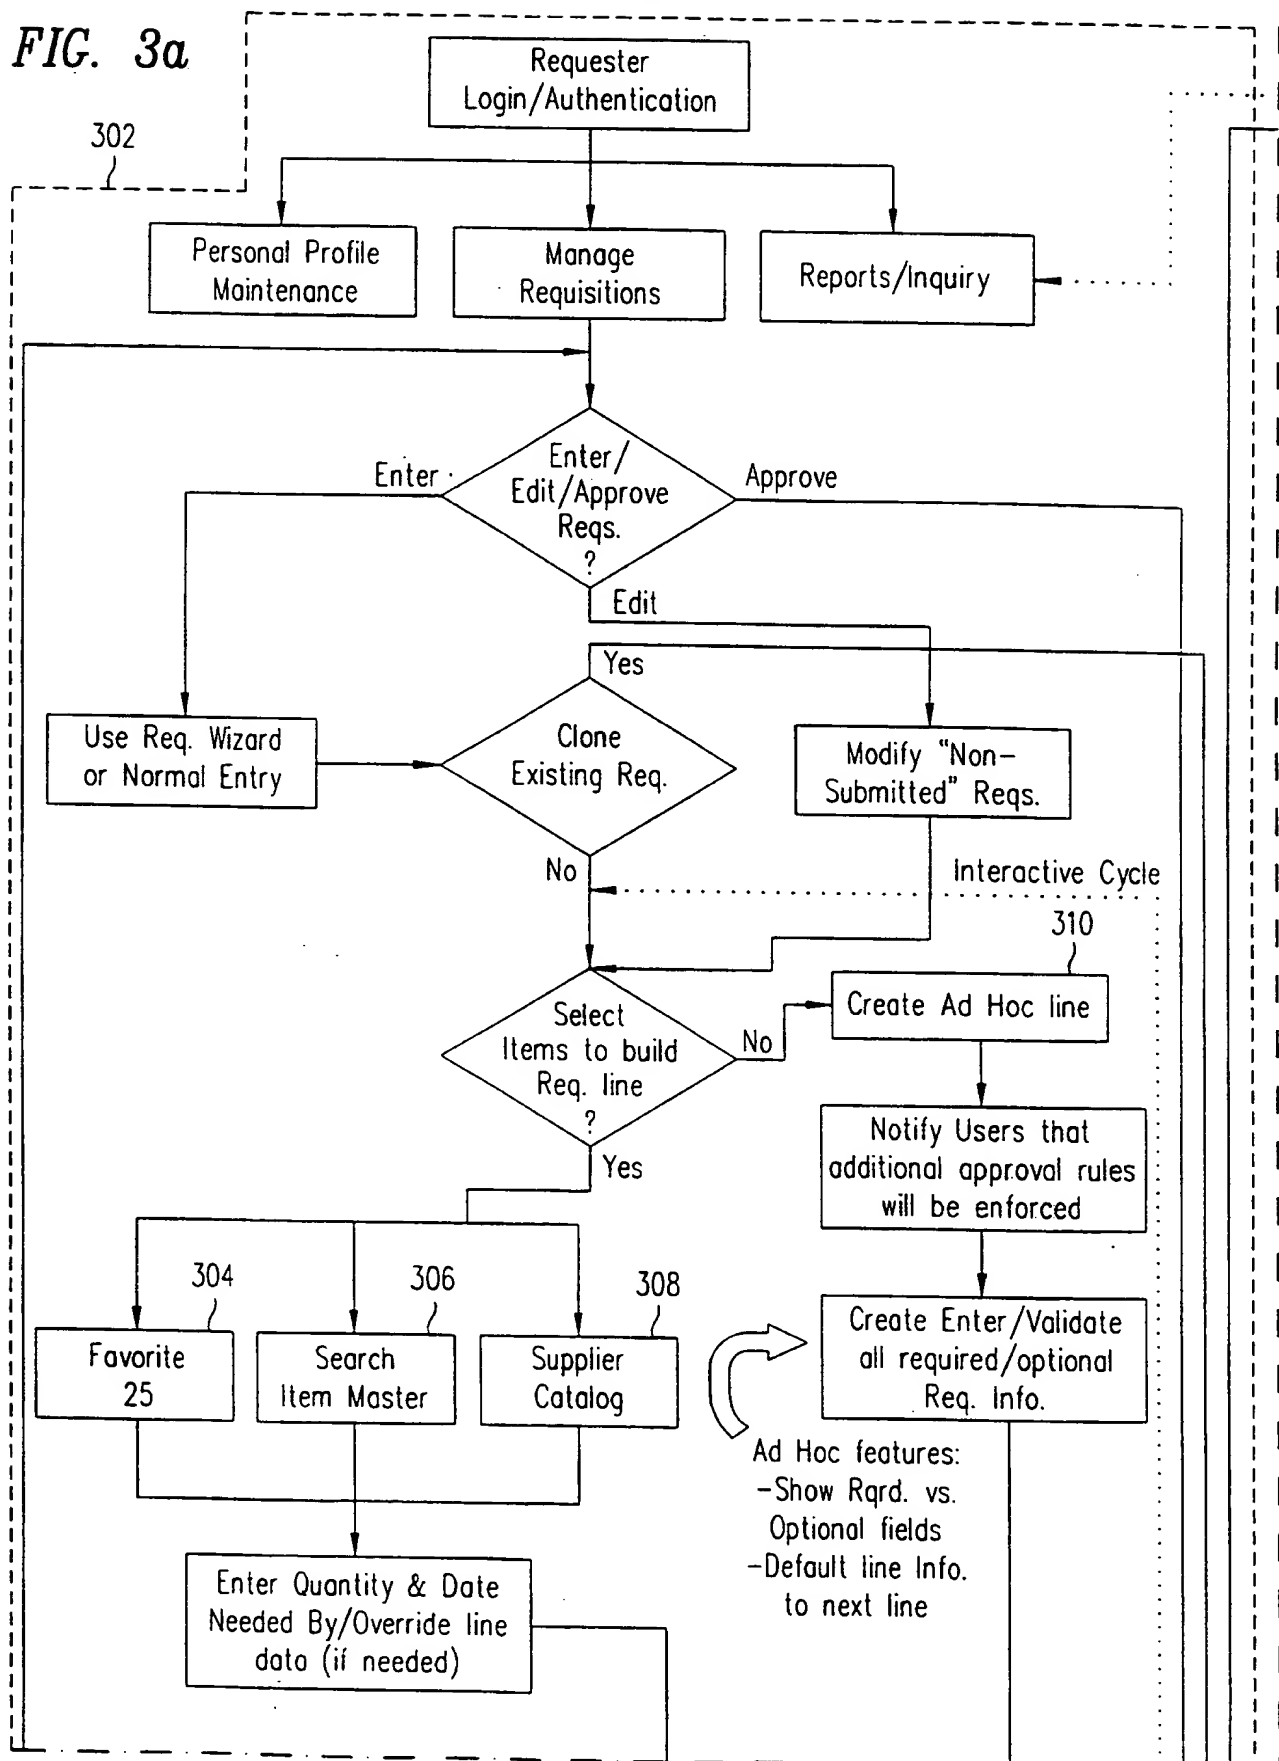 FIG. 3a
302
Requester
Login/Authentication
Personal Profile
Maintenance
Manage
Requisitions
Reports/Inquiry
Enter
Enter/
Edit/Approve
Reqs.
?
Approve
Edit
Yes
Use Req. Wizard
or Normal Entry
Clone
Existing Req.
Modify "Non-
Submitted" Reqs.
No
Interactive Cycle
310
Select
Items to build
Req. line
?
No
Create Ad Hoc line
Yes
Notify Users that
additional approval rules
will be enforced
304
306
308
Favorite
25
Search
Item Master
Supplier
Catalog
Create Enter/Validate
all required/optional
Req. Info.
Ad Hoc features:
-Show Rqrd. vs.
Optional fields
-Default line Info.
to next line
Enter Quantity & Date
Needed By/Override line
data (if needed)